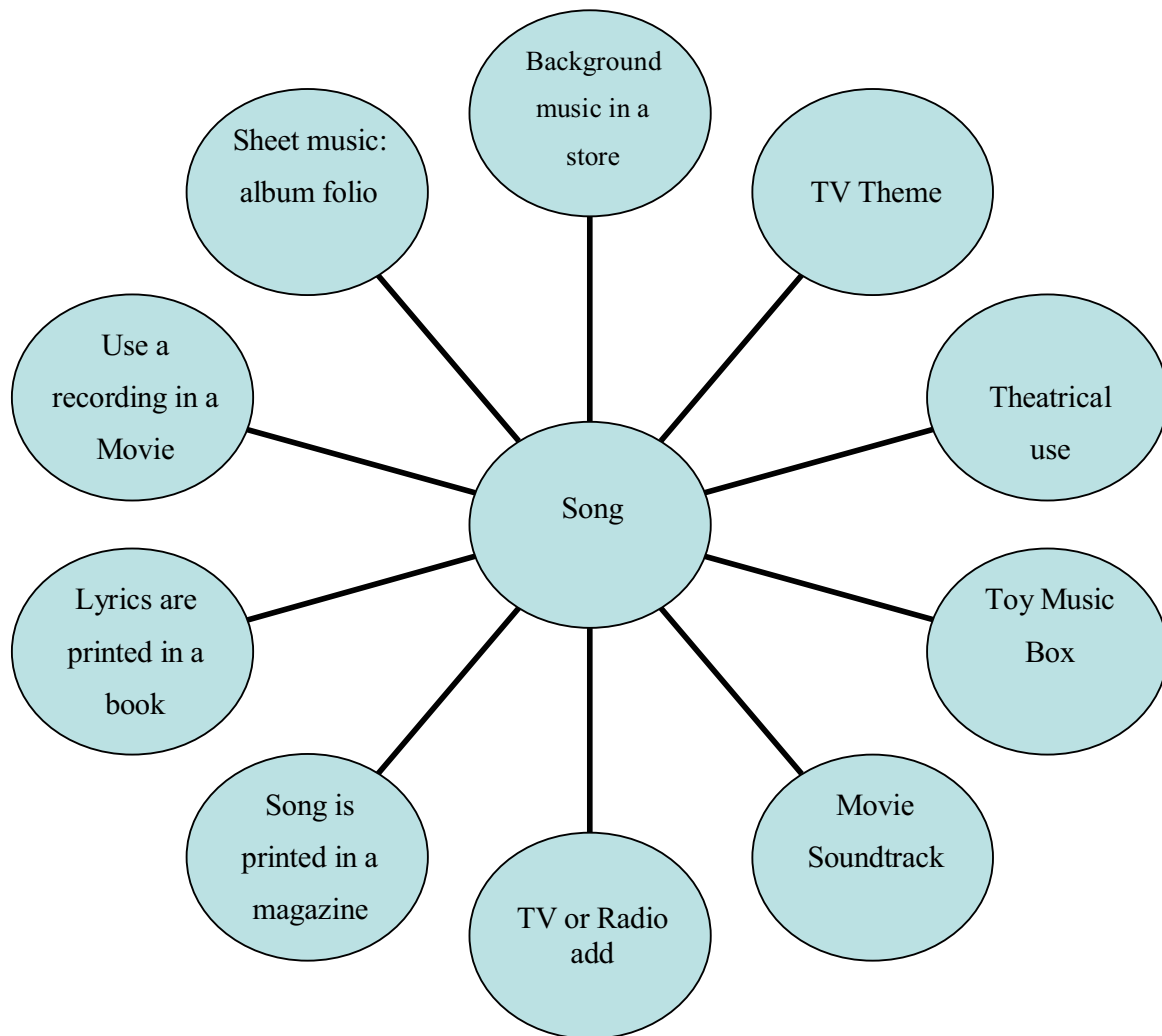 Background
music in a
store
Sheet music:
album folio
TV Theme
Use a
recording in a
Movie
Theatrical
use
Song
Lyrics are
printed in a
book
Toy Music
Box
Song is
printed in a
magazine
Movie
Soundtrack
TV or Radio
add